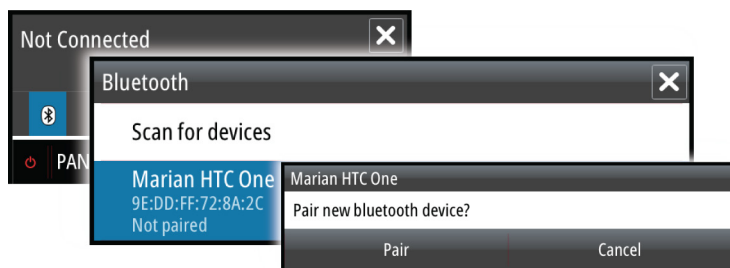 Not Connected
PAN
Bluetooth
Scan for devices
Marian HTC One
9E:DD:FF:72:8A:2C
Not paired
Marian HTC One
Pair new bluetooth device?
Pair Cancel